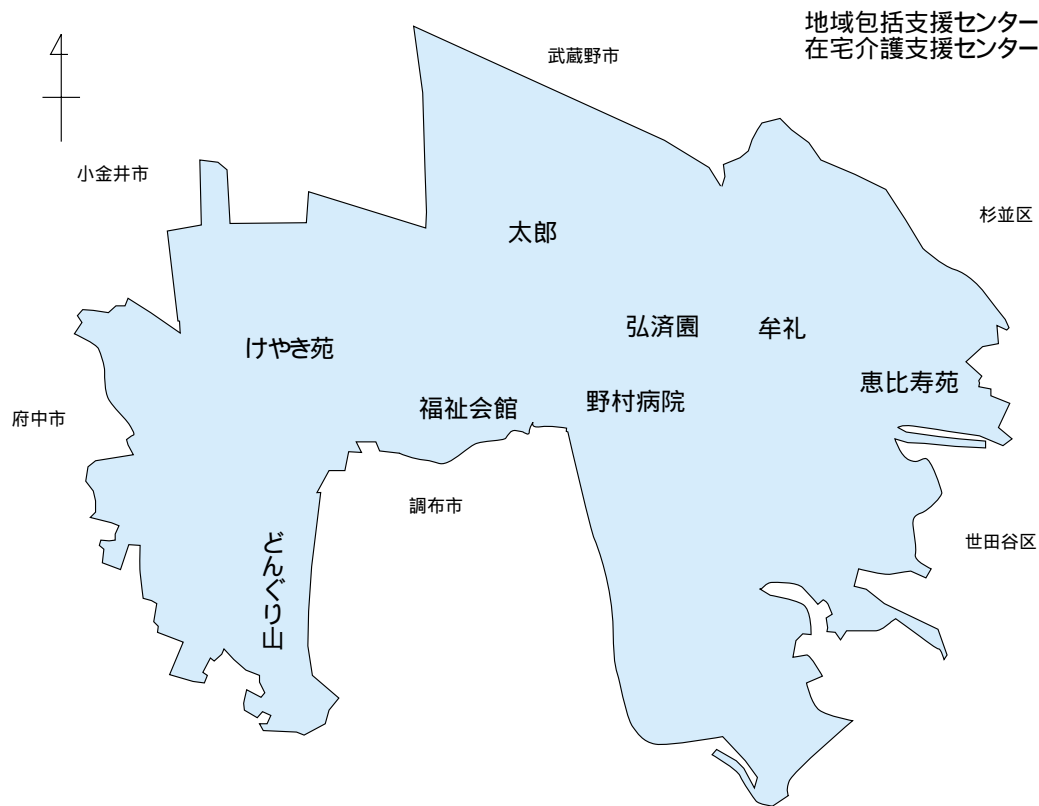 地域包括支援センター
在宅介護支援センター
武蔵野市
小金井市
杉並区
太郎
弘済園
牟礼
けやき苑
恵比寿苑
野村病院
福祉会館
府中市
調布市
世田谷区
どんぐり山